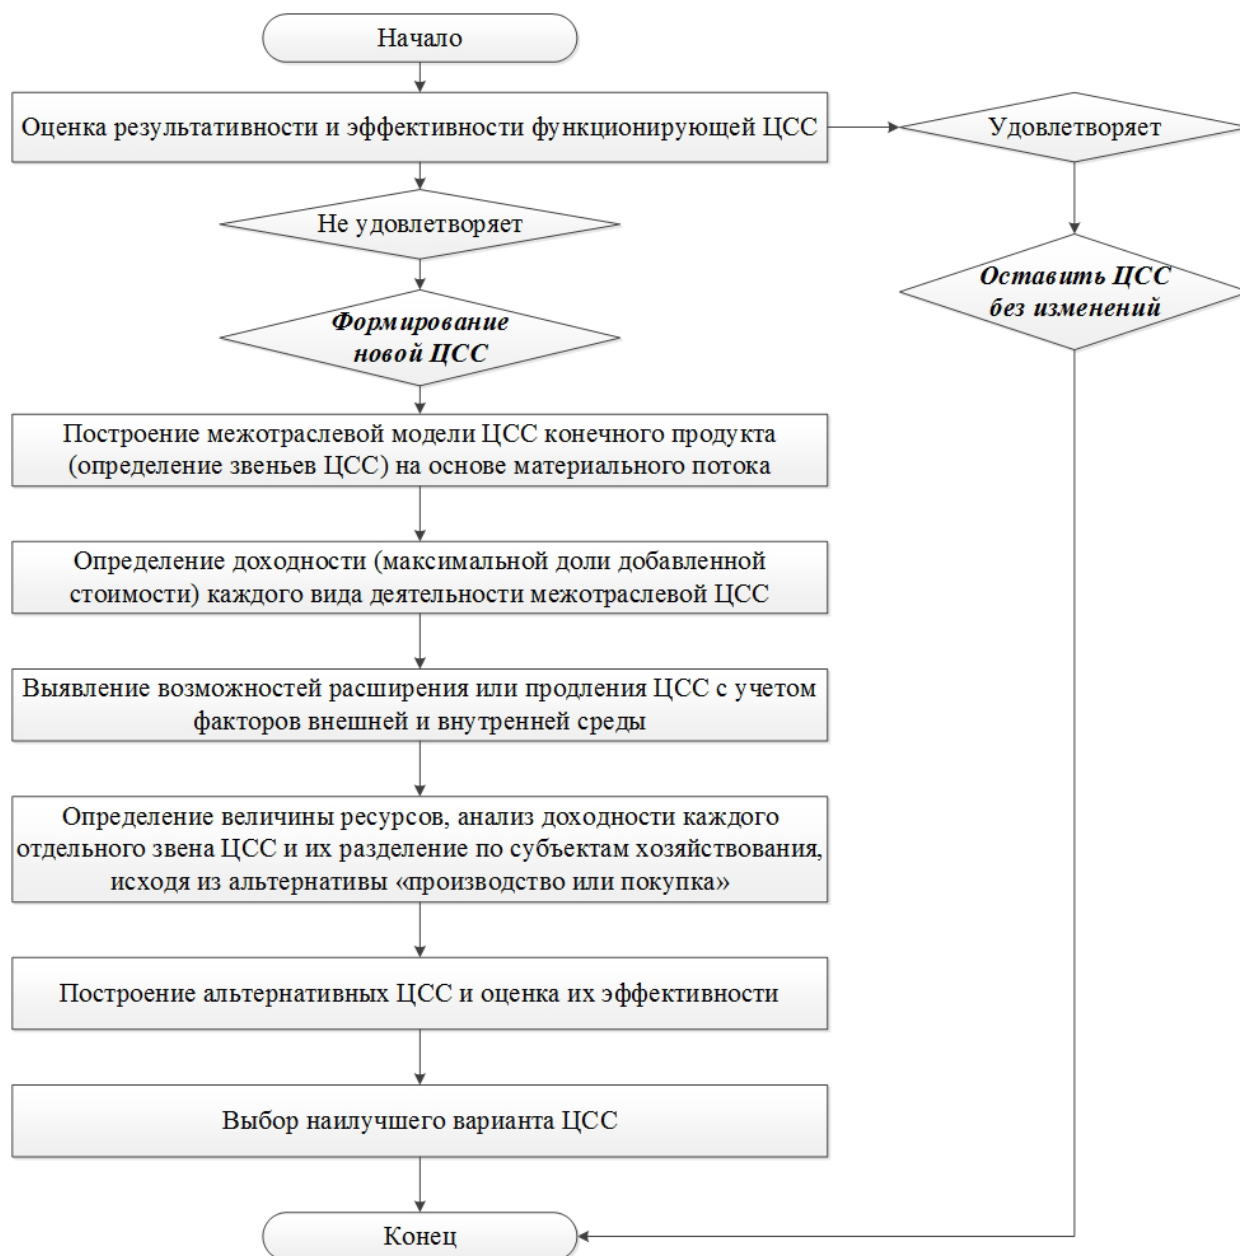 Начало
Оценка результативности и эффективности функционирующей ЦСС
Удовлетворяет
Не удовлетворяет
Оставить ЦСС
без изменений
Формирование
новой ЦСС
Построение межотраслевой модели ЦСС конечного продукта
(определение звеньев ЦСС) на основе материального потока
Определение доходности (максимальной доли добавленной
стоимости) каждого вида деятельности межотраслевой ЦСС
Выявление возможностей расширения или продления ЦСС с учетом
факторов внешней и внутренней среды
Определение величины ресурсов, анализ доходности каждого
отдельного звена ЦСС и их разделение по субъектам хозяйствования,
исходя из альтернативы «производство или покупка»
Построение альтернативных ЦСС и оценка их эффективности
Выбор наилучшего варианта ЦСС
Конец